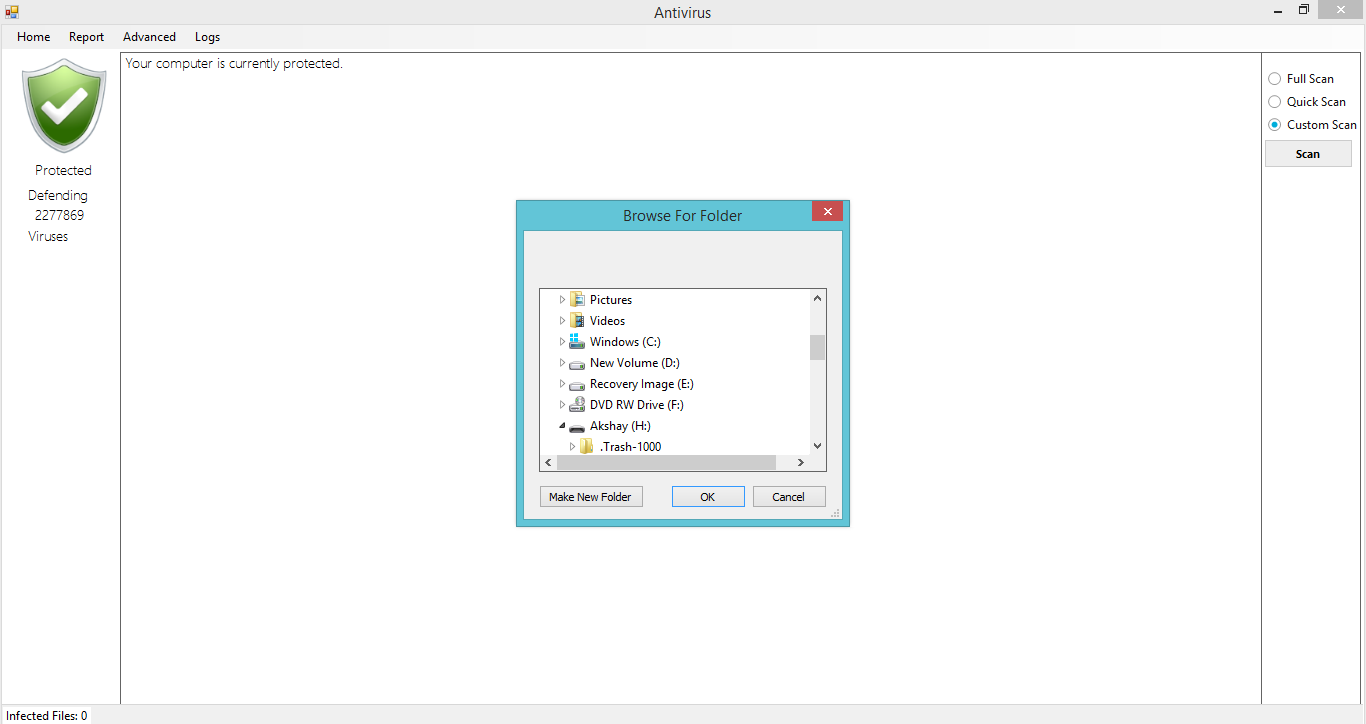 Antivirus
Home Report Advanced Logs
Your computer is currently protected.
Protected
Defending
2277869
Viruses
Full Scan
Quick Scan
Custom Scan
Scan
Browse For Folder
Pictures
Videos
Windows (C:)
New Volume (D:)
Recovery Image (E:)
DVD RW Drive (F:)
Akshay (H:)
.Trash-1000
Make New Folder OK Cancel
Infected Files: 0